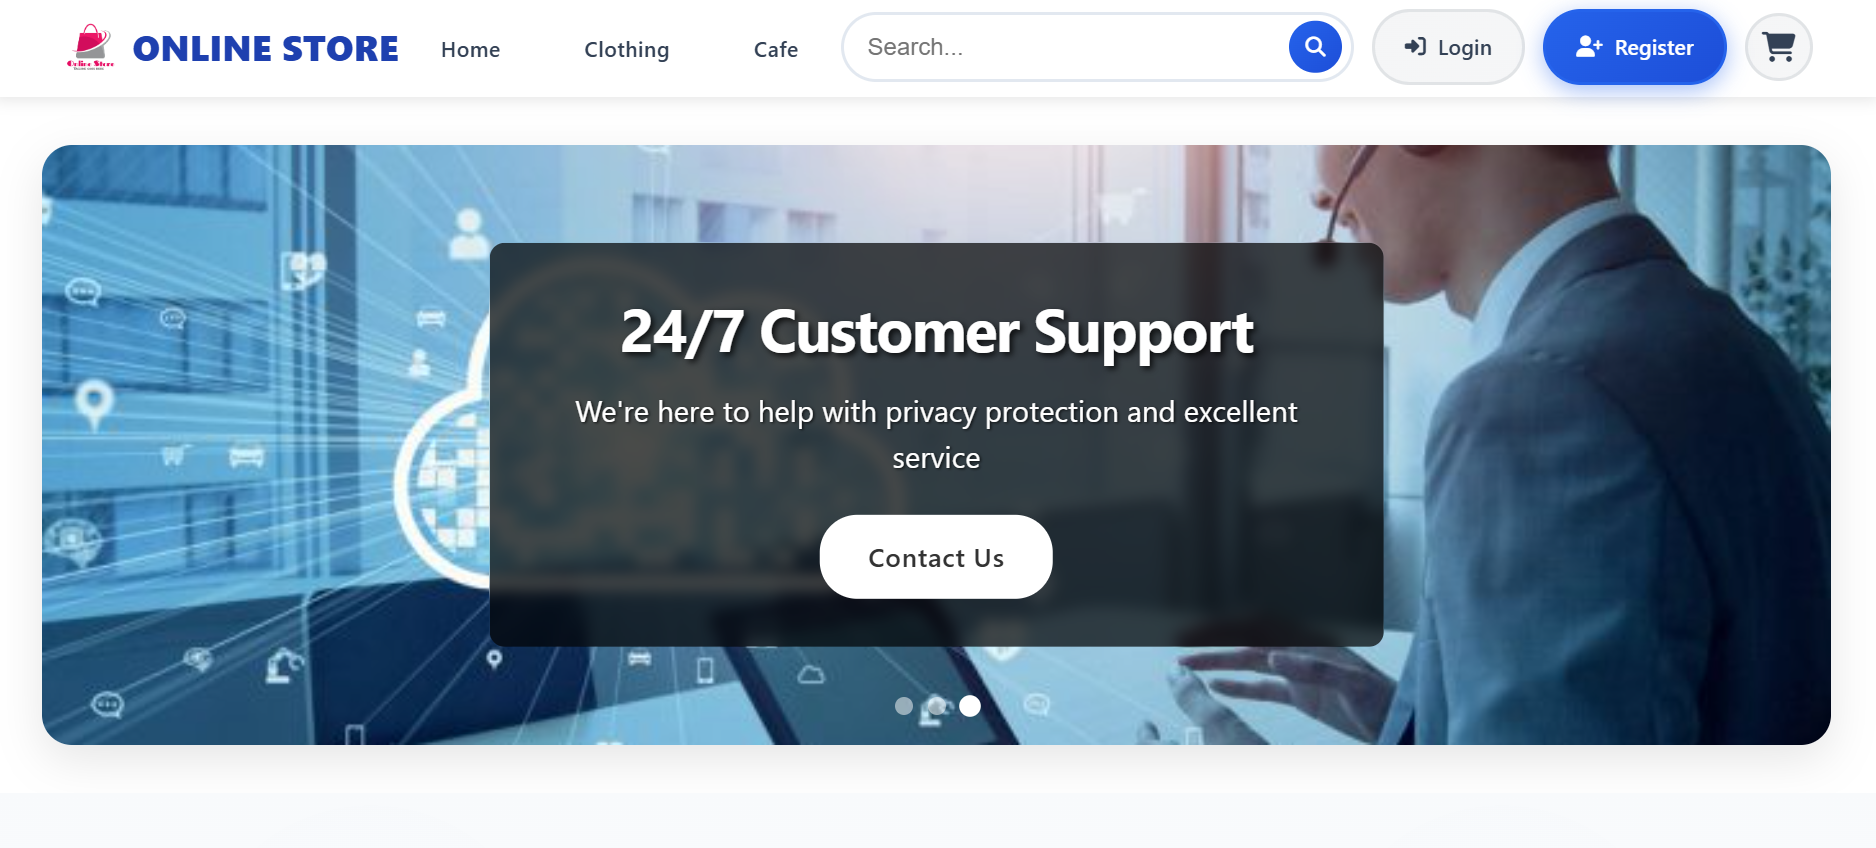 Online Store
ONLINE STORE
Home
Clothing
Cafe
Search...
Login
Register
24/7 Customer Support
We're here to help with privacy protection and excellent
service
Contact Us